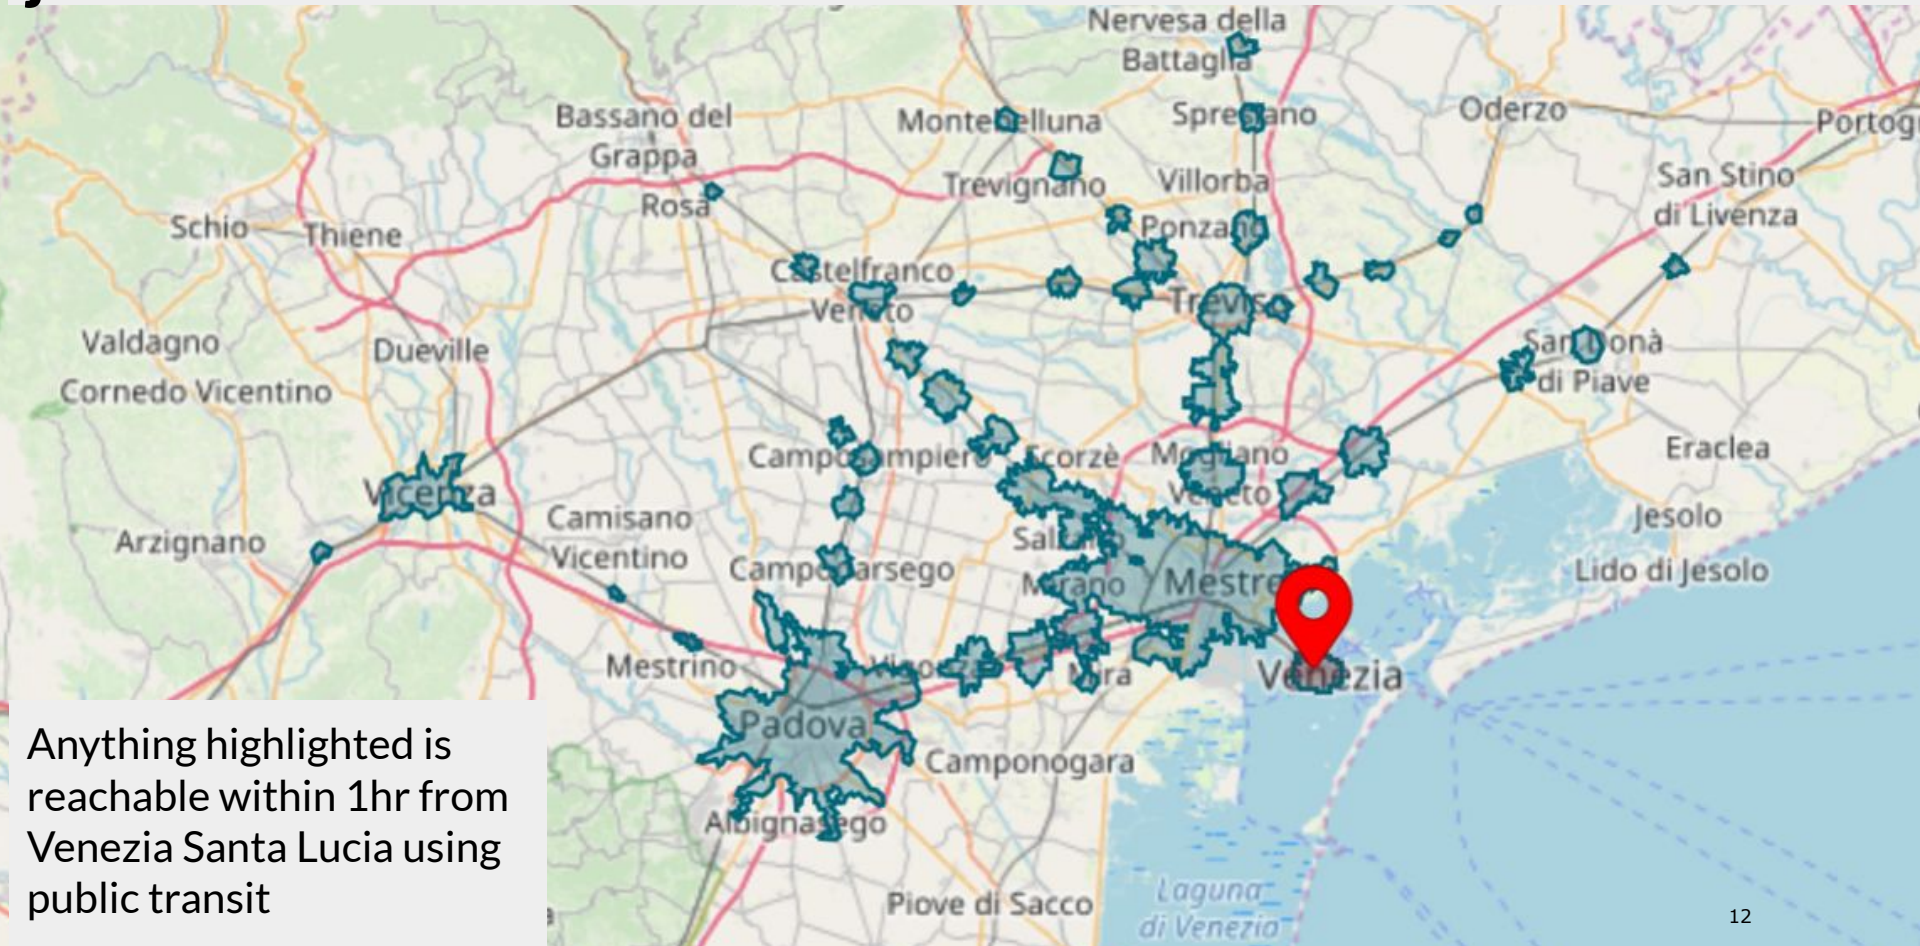 Nervesa della
Battaglia
Bassano del
Grappa
Montebelluna
Spresiano
Oderzo
Rosà
Trevignano
Villorba
San Stino
di Livenza
Schio
Thiene
Ponzano
Castelfranco
Veneto
Treviso
Valdagno
Dueville
San Donà
di Piave
Cornedo Vicentino
Camposampiero
Scorzè
Mogliano
Veneto
Eraclea
Vicenza
Camisano
Vicentino
Jesolo
Arzignano
Salzano
Campodarsego
Mirano
Mestre
Lido di Jesolo
Mestrino
Vigonza
Mira
Venezia
Padova
Camponogara
Albignasego
Piove di Sacco
Laguna
di Venezia
Anything highlighted is
reachable within 1hr from
Venezia Santa Lucia using
public transit
12